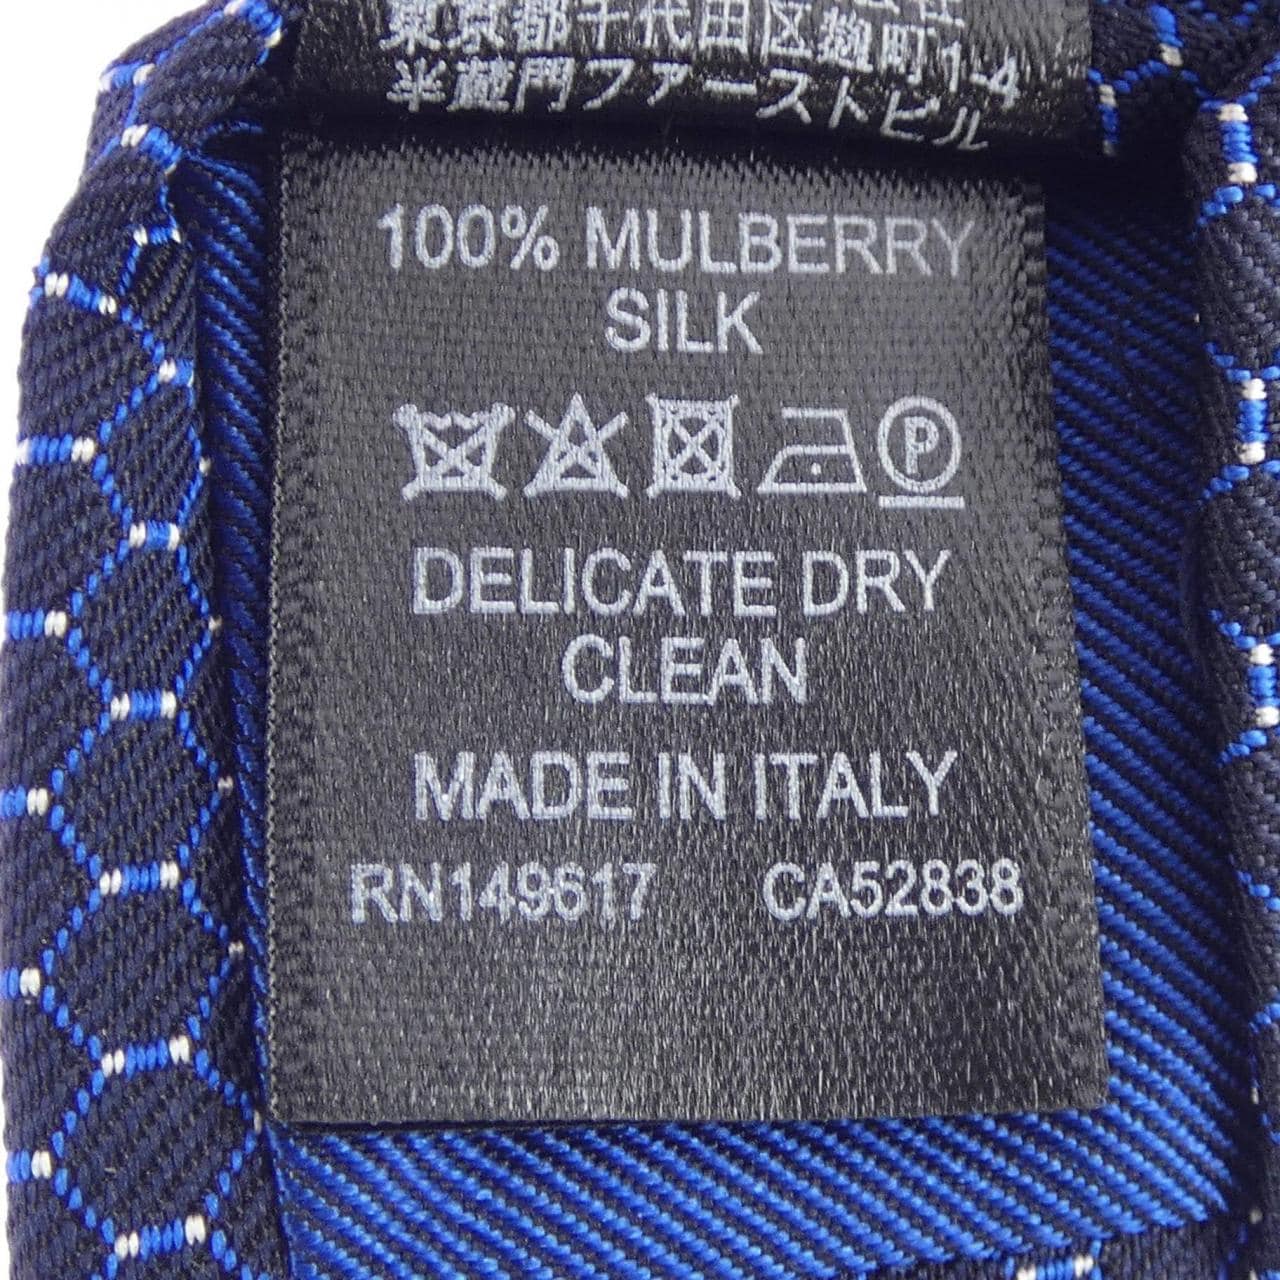 東京都千代田区麹町1-4
半蔵門ファーストビル
100% MULBERRY
SILK
P
DELICATE DRY
CLEAN
MADE IN ITALY
RN149617 CA52838